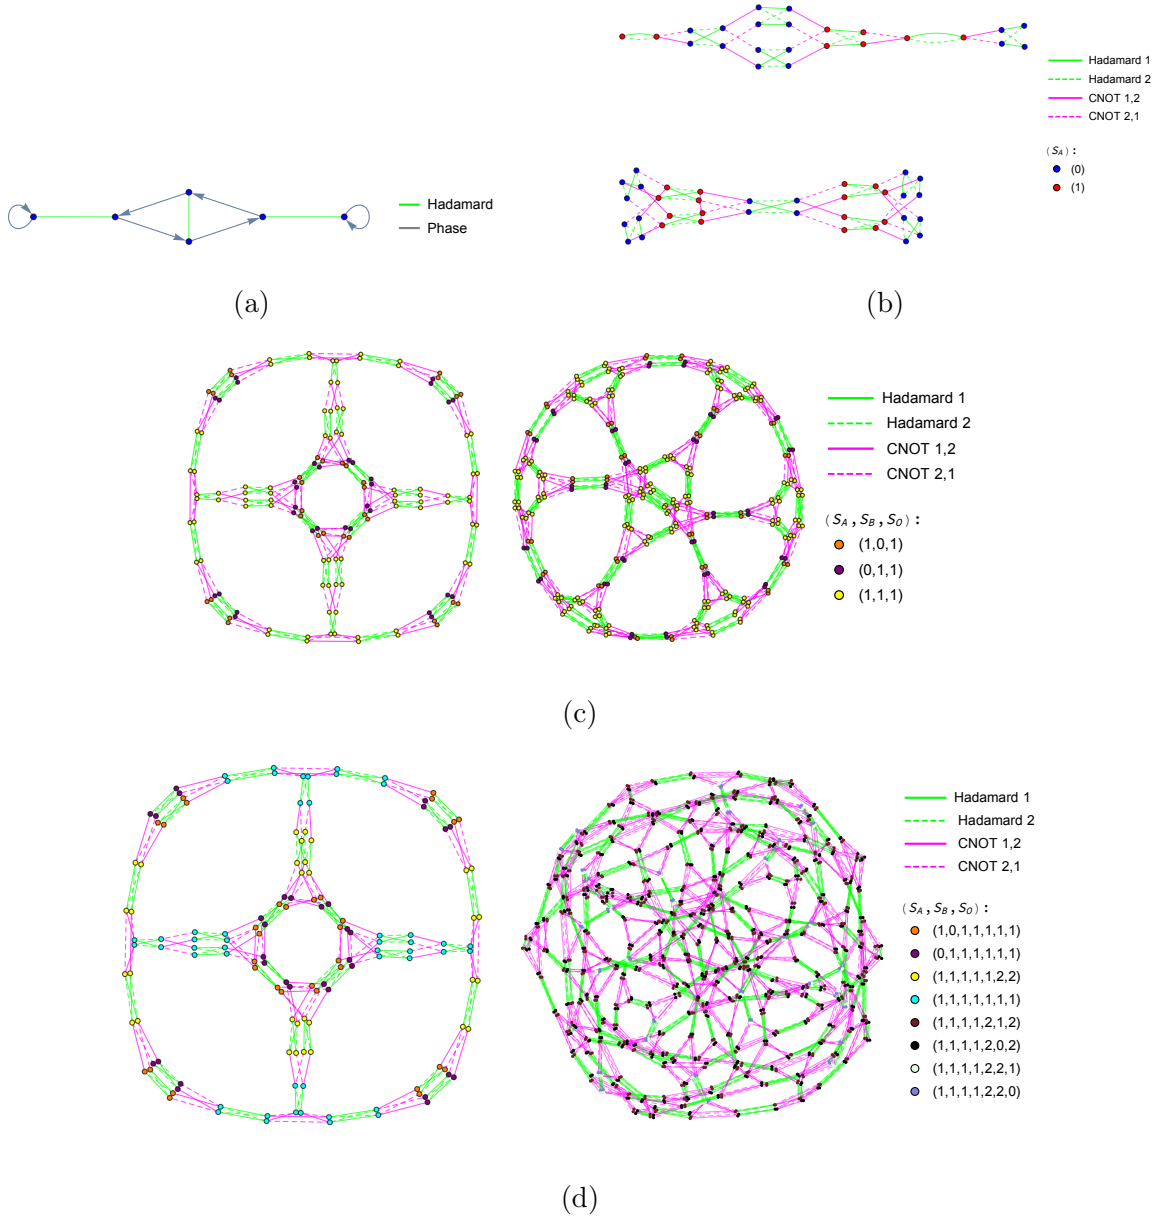 Hadamard
Phase
(a)
Hadamard 1
Hadamard 2
CNOT 1,2
CNOT 2,1
(S_A) :
(0)
(1)
(b)
Hadamard 1
Hadamard 2
CNOT 1,2
CNOT 2,1
(S_A, S_B, S_O) :
(1,0,1)
(0,1,1)
(1,1,1)
(c)
Hadamard 1
Hadamard 2
CNOT 1,2
CNOT 2,1
(S_A, S_B, S_O) :
(1,0,1,1,1,1,1)
(0,1,1,1,1,1,1)
(1,1,1,1,1,2,2)
(1,1,1,1,1,1,1)
(1,1,1,1,2,1,2)
(1,1,1,1,2,0,2)
(1,1,1,1,2,2,1)
(1,1,1,1,2,2,0)
(d)